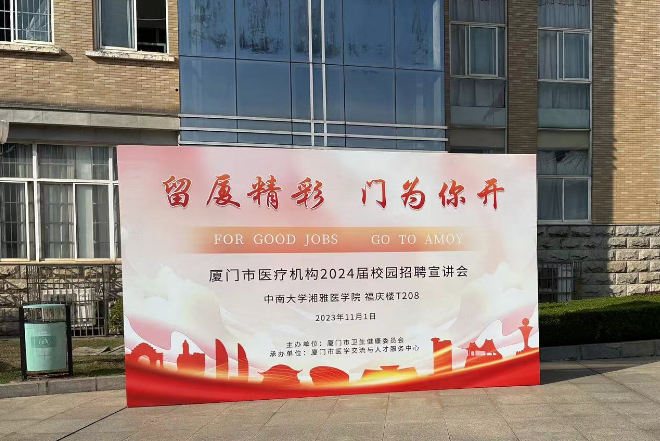 留厦精彩 门为你开
FOR GOOD JOBS GO TO AMOY
厦门市医疗机构2024届校园招聘宣讲会
中南大学湘雅医学院 福庆楼T208
2023年11月1日
主办单位：厦门市卫生健康委员会
承办单位：厦门市医学交流与人才服务中心